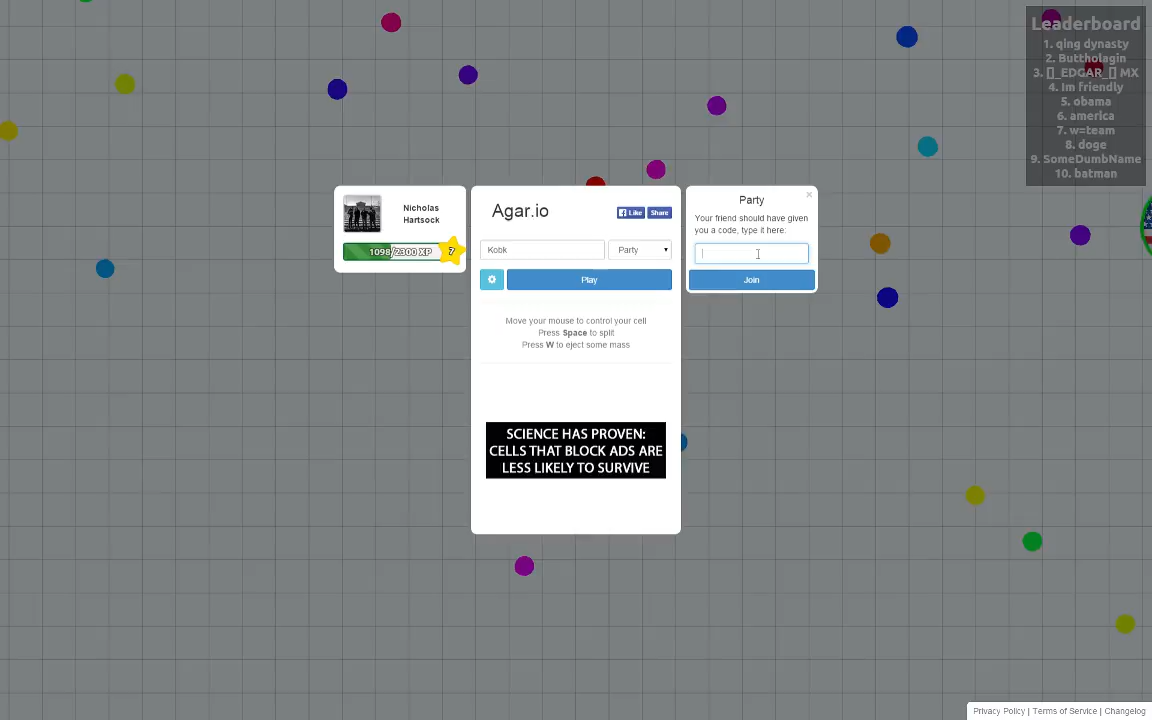 Leaderboard
1. qing dynasty
2. Buttholagin
3. []_EDGAR_[] MX
4. Im friendly
5. obama
6. america
7. w=team
8. doge
9. SomeDumbName
10. batman
Nicholas
Hartsock
1098/2300 XP
7
Agar.io
Like
Share
Kobk
Party
Play
Move your mouse to control your cell
Press Space to split
Press W to eject some mass
SCIENCE HAS PROVEN:
CELLS THAT BLOCK ADS ARE
LESS LIKELY TO SURVIVE
Party
×
Your friend should have given
you a code, type it here:
Join
Privacy Policy | Terms of Service | Changelog